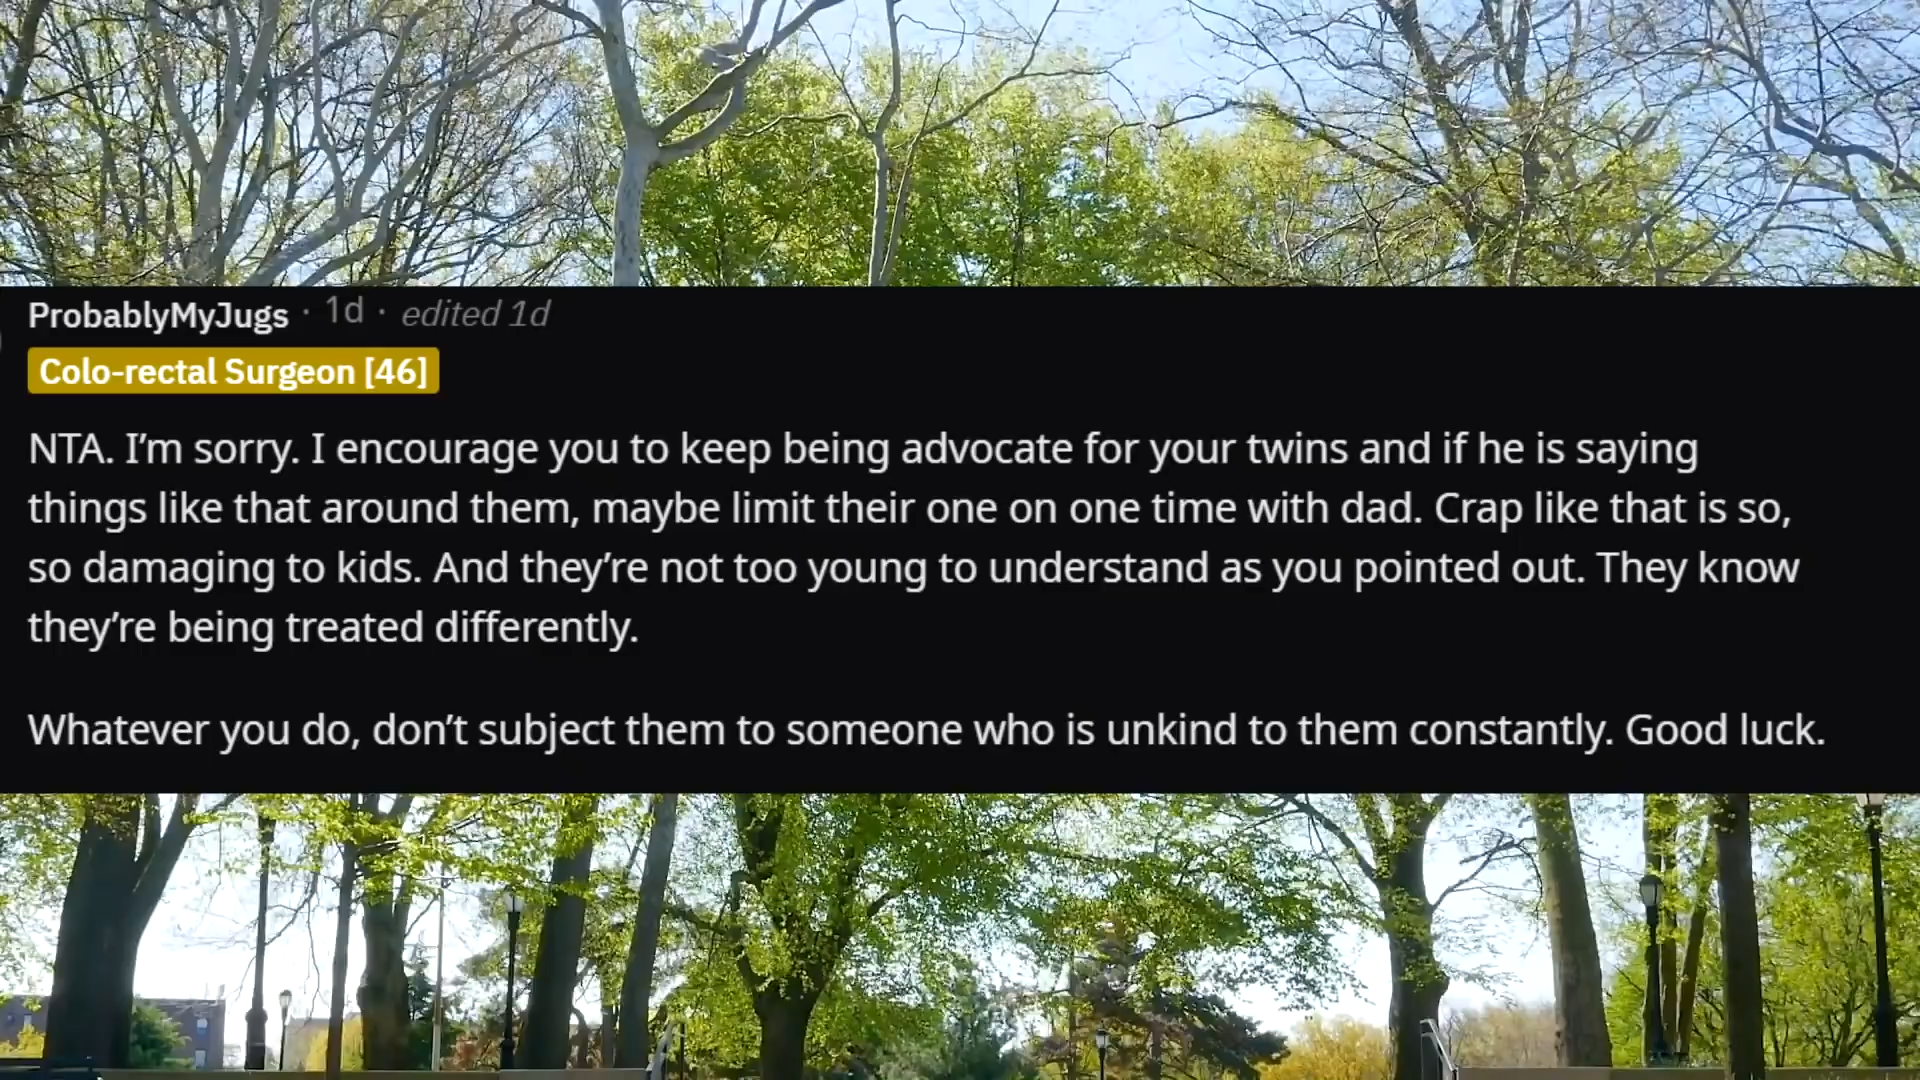 ProbablyMyJugs · 1d · edited 1d
Colo-rectal Surgeon [46]
NTA. I’m sorry. I encourage you to keep being advocate for your twins and if he is saying
things like that around them, maybe limit their one on one time with dad. Crap like that is so,
so damaging to kids. And they’re not too young to understand as you pointed out. They know
they’re being treated differently.
Whatever you do, don’t subject them to someone who is unkind to them constantly. Good luck.